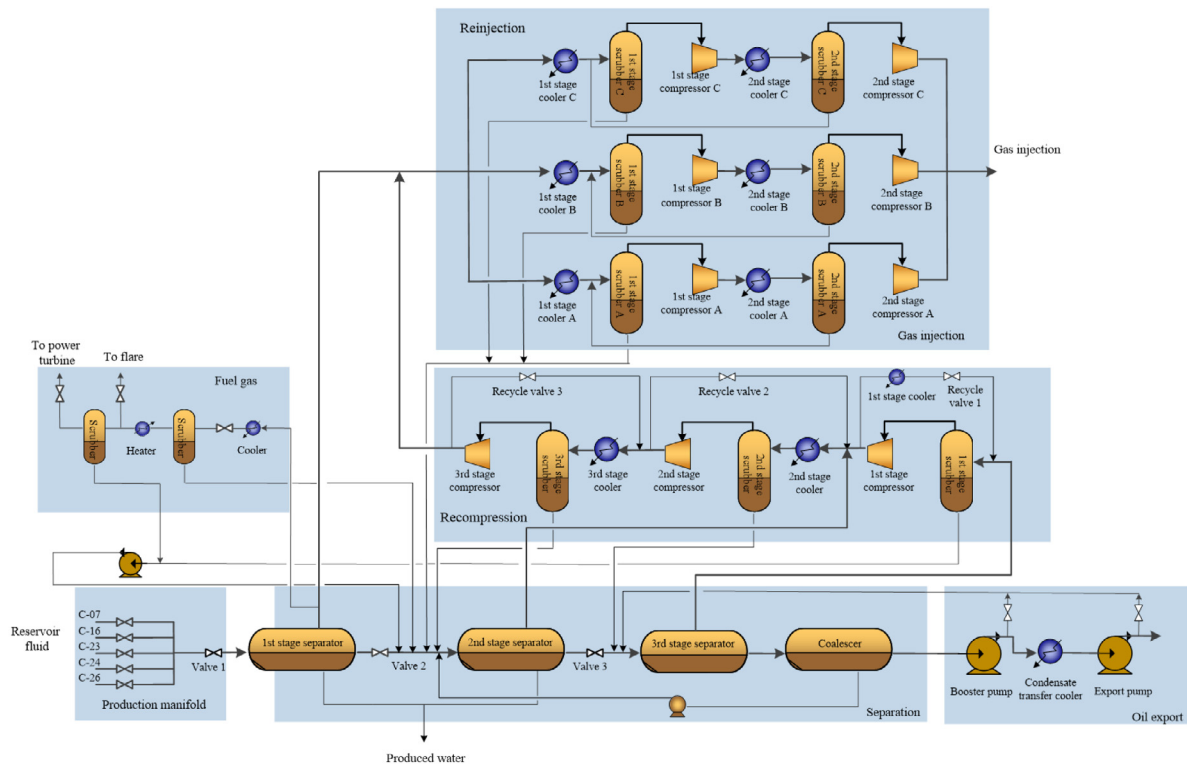 Reinjection
1st stage
cooler C
1st stage
scrubber C
1st stage
compressor C
2nd stage
cooler C
2nd stage
scrubber C
2nd stage
compressor C
Gas injection
1st stage
cooler B
1st stage
scrubber B
1st stage
compressor B
2nd stage
cooler B
2nd stage
scrubber B
2nd stage
compressor B
1st stage
cooler A
1st stage
scrubber A
1st stage
compressor A
2nd stage
cooler A
2nd stage
scrubber A
2nd stage
compressor A
Gas injection
To power
turbine
To flare
Fuel gas
Scrubber
Heater
Scrubber
Cooler
Recycle valve 3
Recycle valve 2
1st stage cooler
Recycle
valve 1
3rd stage
compressor
3rd stage
scrubber
3rd stage
cooler
2nd stage
compressor
2nd stage
scrubber
2nd stage
cooler
1st stage
compressor
1st stage
scrubber
Recompression
Reservoir
fluid
C-07
C-16
C-23
C-24
C-26
Valve 1
Production manifold
1st stage separator
Valve 2
2nd stage separator
Valve 3
3rd stage separator
Coalescer
Separation
Produced water
Booster pump
Condensate
transfer cooler
Export pump
Oil export